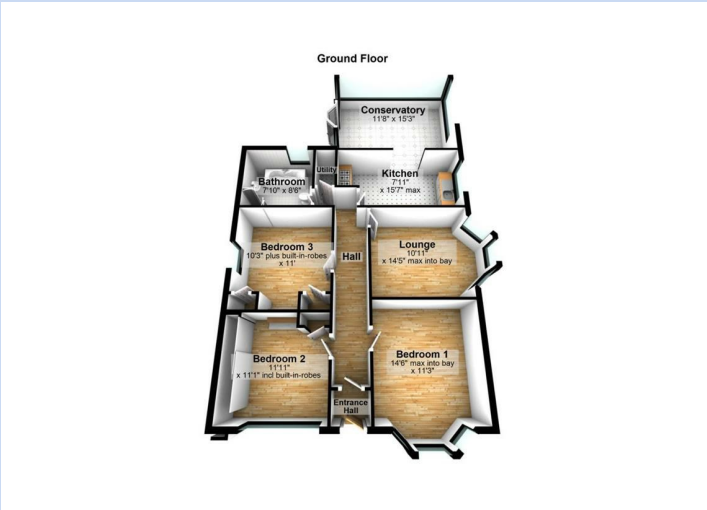 Ground Floor
Conservatory
11'8" x 15'3"
Utility
Kitchen
7'11"
x 15'7" max
Bathroom
7'10" x 8'6"
Bedroom 3
10'3" plus built-in-robes
x 11'
Hall
Lounge
10'11"
x 14'5" max into bay
Bedroom 2
11'11"
x 11'1" incl built-in-robes
Bedroom 1
14'6" max into bay
x 11'3"
Entrance
Hall